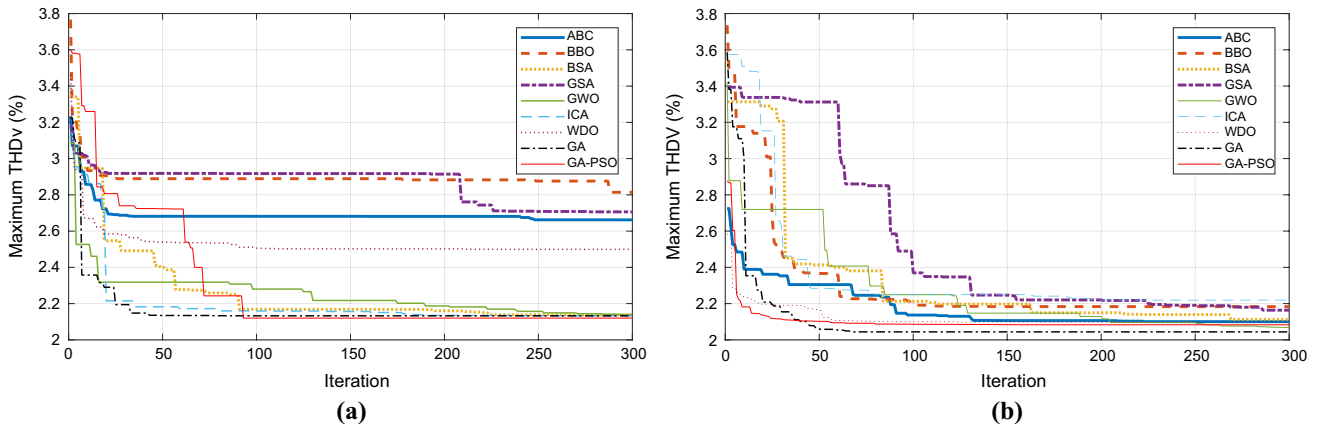 3.8
3.6
3.4
3.2
3
2.8
2.6
2.4
2.2
2
0
50
100
150
200
250
300
Maximum THDv (%)
Iteration
ABC
BBO
BSA
GSA
GWO
ICA
WDO
GA
GA-PSO
(a)
3.8
3.6
3.4
3.2
3
2.8
2.6
2.4
2.2
2
0
50
100
150
200
250
300
Maximum THDV (%)
Iteration
ABC
BBO
BSA
GSA
GWO
ICA
WDO
GA
GA-PSO
(b)